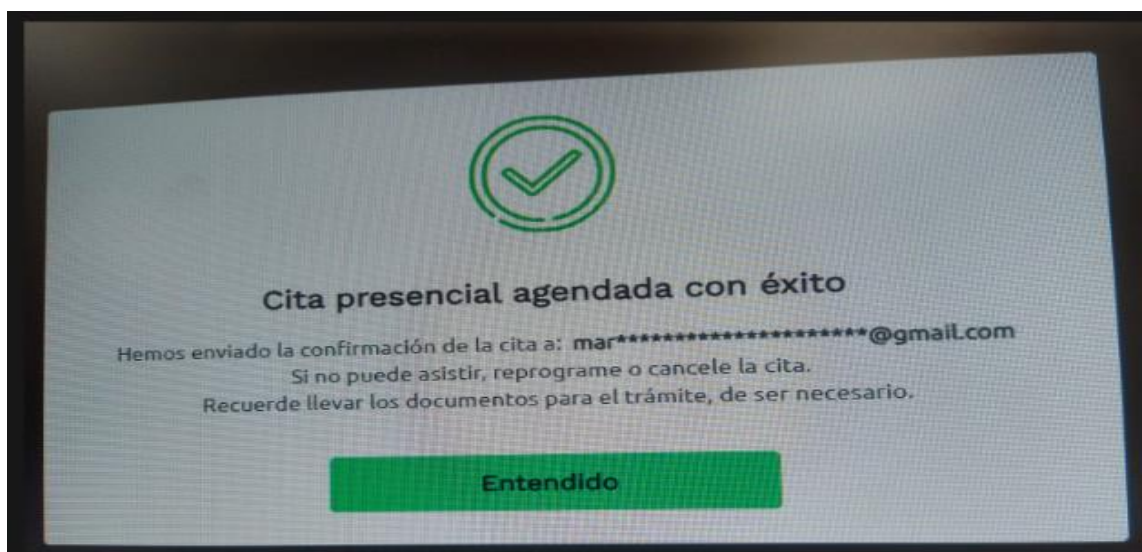 Cita presencial agendada con éxito
Hemos enviado la confirmación de la cita a: mar*********************@gmail.com
Si no puede asistir, reprograme o cancele la cita.
Recuerde llevar los documentos para el trámite, de ser necesario.
Entendido